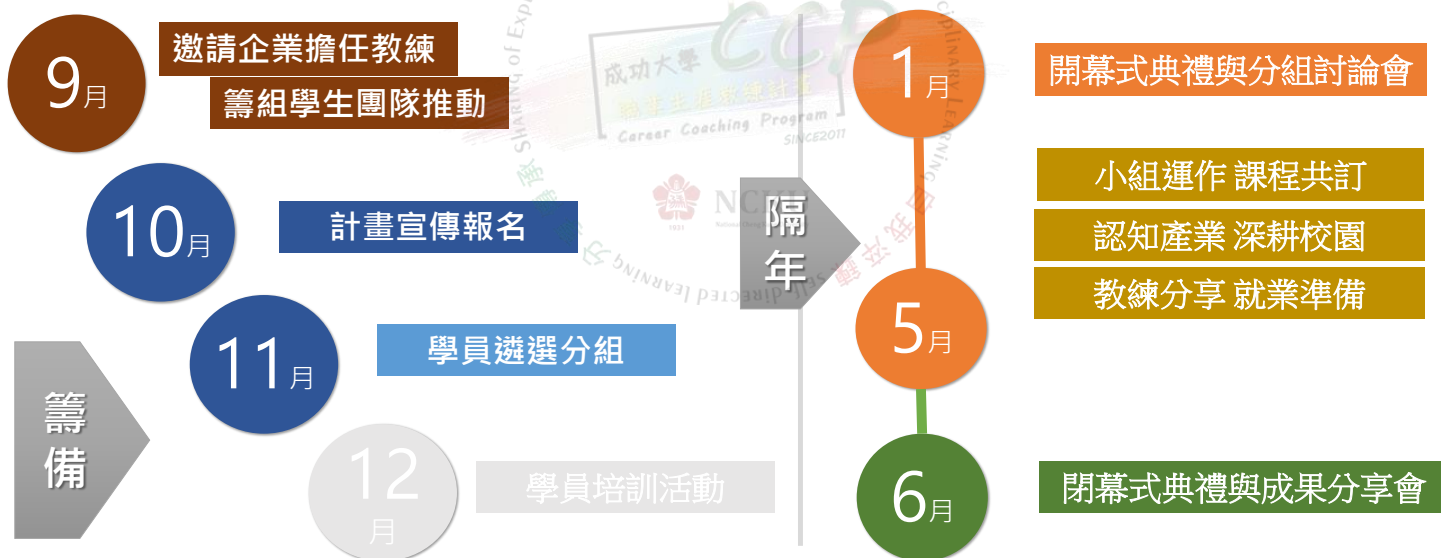 9月
邀請企業擔任教練
籌組學生團隊推動
10月
計畫宣傳報名
11月
學員遴選分組
12
月
學員培訓活動
籌
備
成功大學
CCP
職業生涯教練計畫
Career Coaching Program
SINCE2011
NCKU
1931
隔
年
1月
開幕式典禮與分組討論會
小組運作 課程共訂
認知產業 深耕校園
教練分享 就業準備
5月
6月
閉幕式典禮與成果分享會